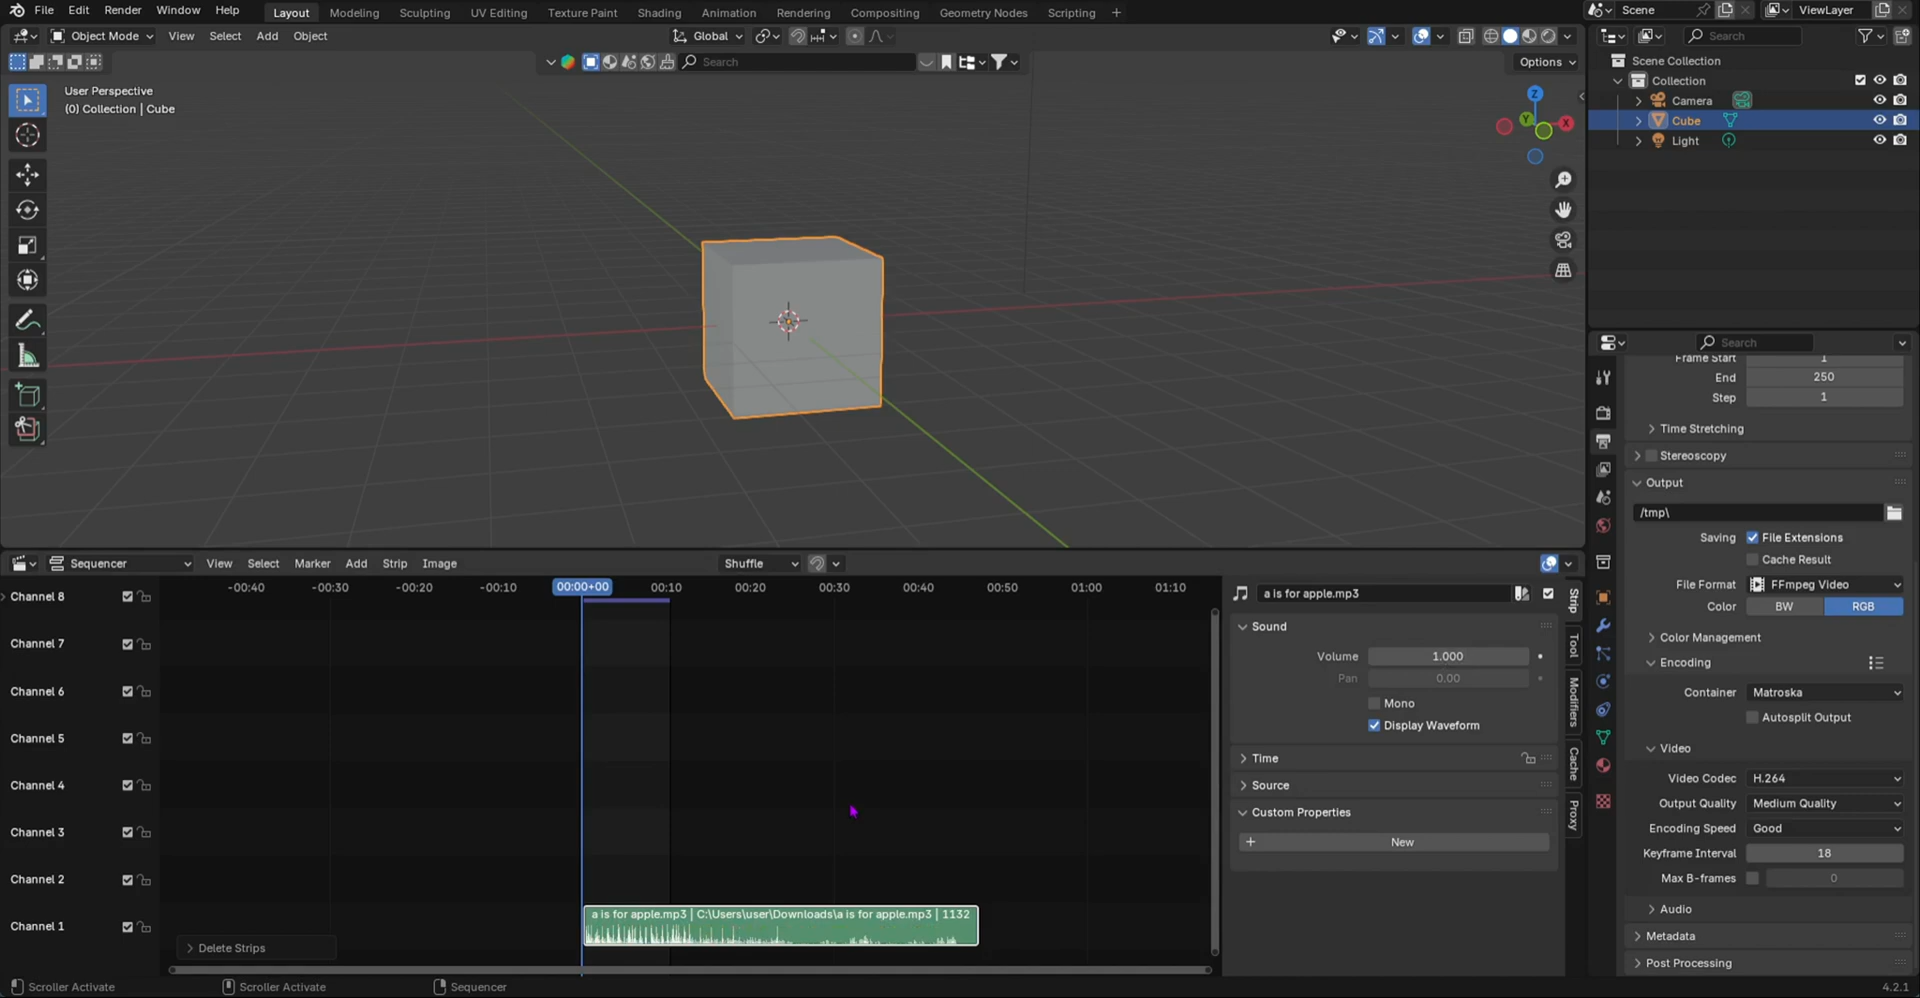 File Edit Render Window Help Layout Modeling Sculpting UV Editing Texture Paint Shading Animation Rendering Compositing Geometry Nodes Scripting + Scene ViewLayer
Object Mode View Select Add Object Global Search
Search Options
User Perspective
(0) Collection | Cube
Z
Y
X
Scene Collection
Collection
Camera
Cube
Light
Search
Frame Start 1
End 250
Step 1
Time Stretching
Stereoscopy
Output
/tmp\
Saving File Extensions
Cache Result
File Format FFmpeg Video
Color BW RGB
Color Management
Encoding
Container Matroska
Autosplit Output
Video
Video Codec H.264
Output Quality Medium Quality
Encoding Speed Good
Keyframe Interval 18
Max B-frames 0
Audio
Metadata
Post Processing
Sequencer View Select Marker Add Strip Image Shuffle
-00:40 -00:30 -00:20 -00:10 00:00+00 00:10 00:20 00:30 00:40 00:50 01:00 01:10
Channel 8
Channel 7
Channel 6
Channel 5
Channel 4
Channel 3
Channel 2
Channel 1
a is for apple.mp3 | C:\Users\user\Downloads\a is for apple.mp3 | 1132
Delete Strips
a is for apple.mp3
Sound
Volume 1.000
Pan 0.00
Mono
Display Waveform
Time
Source
Custom Properties
+ New
Strip
Tool
Modifiers
Cache
Proxy
Scroller Activate Scroller Activate Sequencer 4.2.1